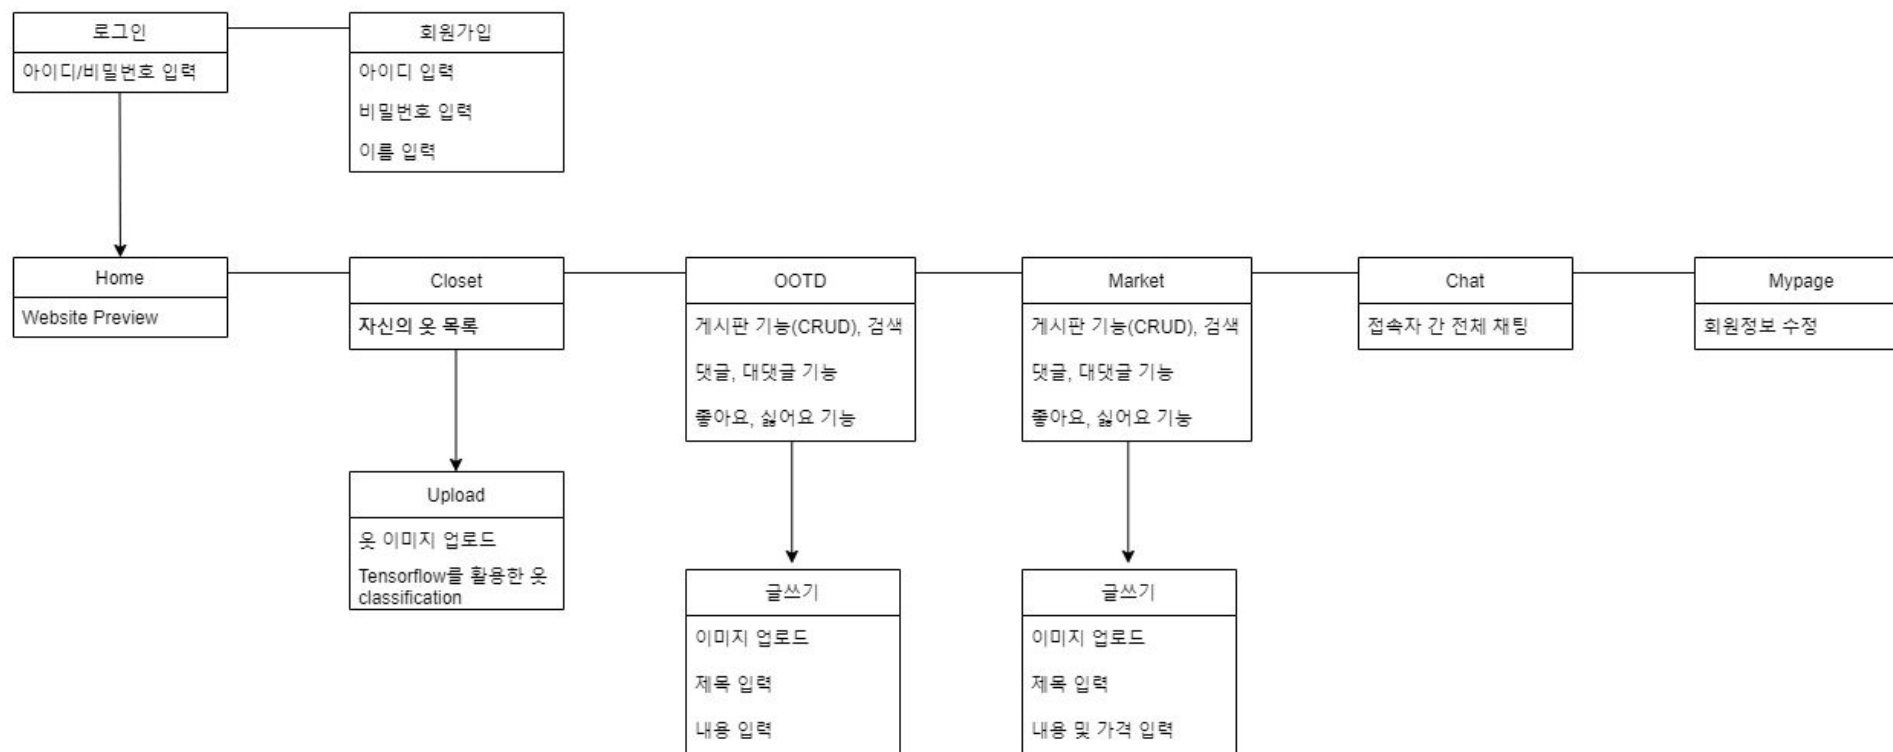 로그인
아이디/비밀번호 입력
회원가입
아이디 입력
비밀번호 입력
이름 입력
Home
Website Preview
Closet
자신의 옷 목록
OOTD
게시판 기능(CRUD), 검색
댓글, 대댓글 기능
좋아요, 싫어요 기능
Market
게시판 기능(CRUD), 검색
댓글, 대댓글 기능
좋아요, 싫어요 기능
Chat
접속자 간 전체 채팅
Mypage
회원정보 수정
Upload
옷 이미지 업로드
Tensorflow를 활용한 옷
classification
글쓰기
이미지 업로드
제목 입력
내용 입력
글쓰기
이미지 업로드
제목 입력
내용 및 가격 입력